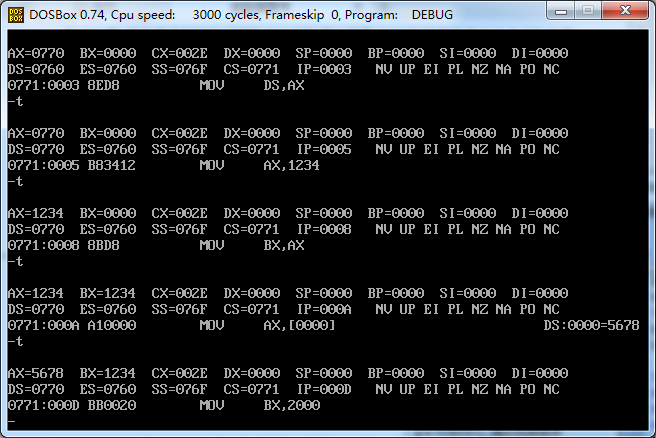 DOS
BOX
DOSBox 0.74, Cpu speed: 3000 cycles, Frameskip 0, Program: DEBUG
AX=0770 BX=0000 CX=002E DX=0000 SP=0000 BP=0000 SI=0000 DI=0000
DS=0760 ES=0760 SS=076F CS=0771 IP=0003 NV UP EI PL NZ NA PO NC
0771:0003 8ED8 MOV DS,AX
-t
AX=0770 BX=0000 CX=002E DX=0000 SP=0000 BP=0000 SI=0000 DI=0000
DS=0770 ES=0760 SS=076F CS=0771 IP=0005 NV UP EI PL NZ NA PO NC
0771:0005 B83412 MOV AX,1234
-t
AX=1234 BX=0000 CX=002E DX=0000 SP=0000 BP=0000 SI=0000 DI=0000
DS=0770 ES=0760 SS=076F CS=0771 IP=0008 NV UP EI PL NZ NA PO NC
0771:0008 8BD8 MOV BX,AX
-t
AX=1234 BX=1234 CX=002E DX=0000 SP=0000 BP=0000 SI=0000 DI=0000
DS=0770 ES=0760 SS=076F CS=0771 IP=000A NV UP EI PL NZ NA PO NC
0771:000A A10000 MOV AX,[0000] DS:0000=5678
-t
AX=5678 BX=1234 CX=002E DX=0000 SP=0000 BP=0000 SI=0000 DI=0000
DS=0770 ES=0760 SS=076F CS=0771 IP=000D NV UP EI PL NZ NA PO NC
0771:000D BB0020 MOV BX,2000
-